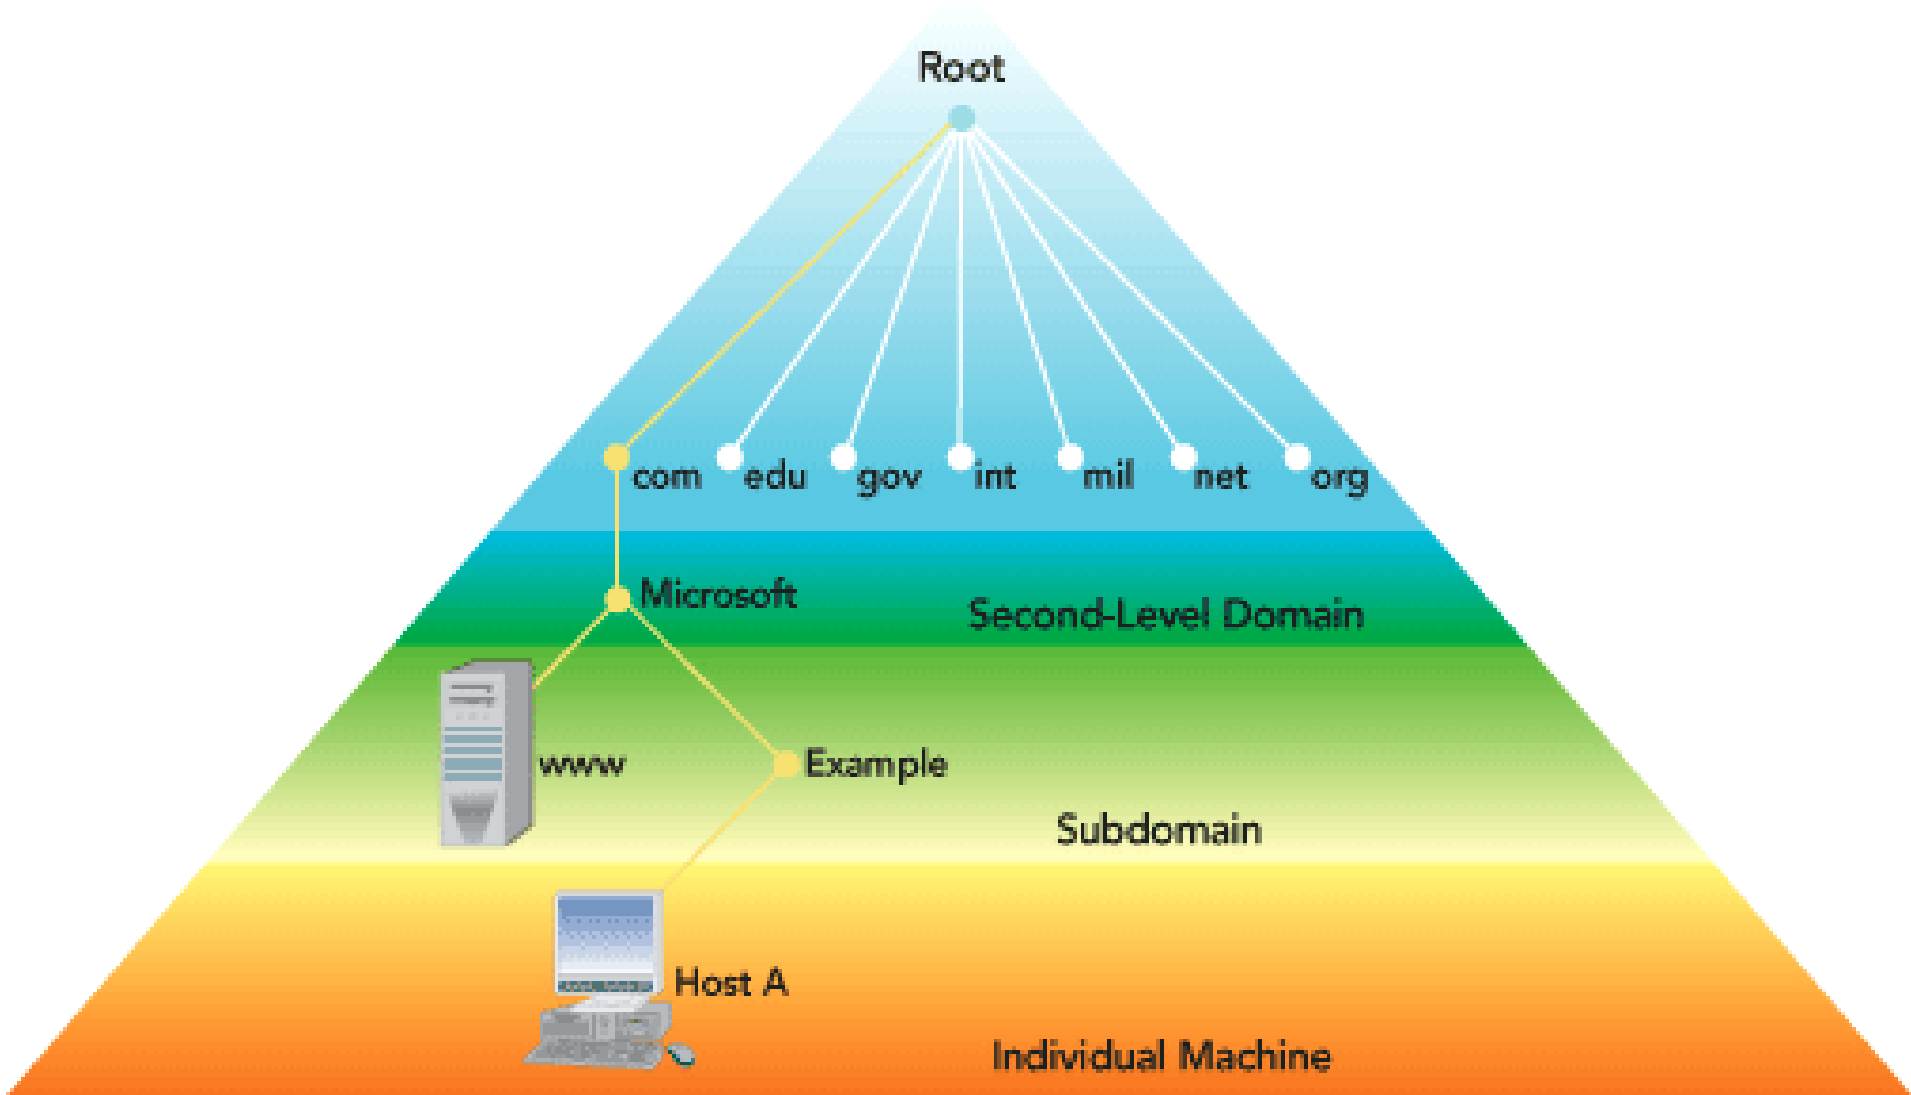 Root
com edu gov int mil net org
Microsoft
Second-Level Domain
www
Example
Subdomain
Host A
Individual Machine